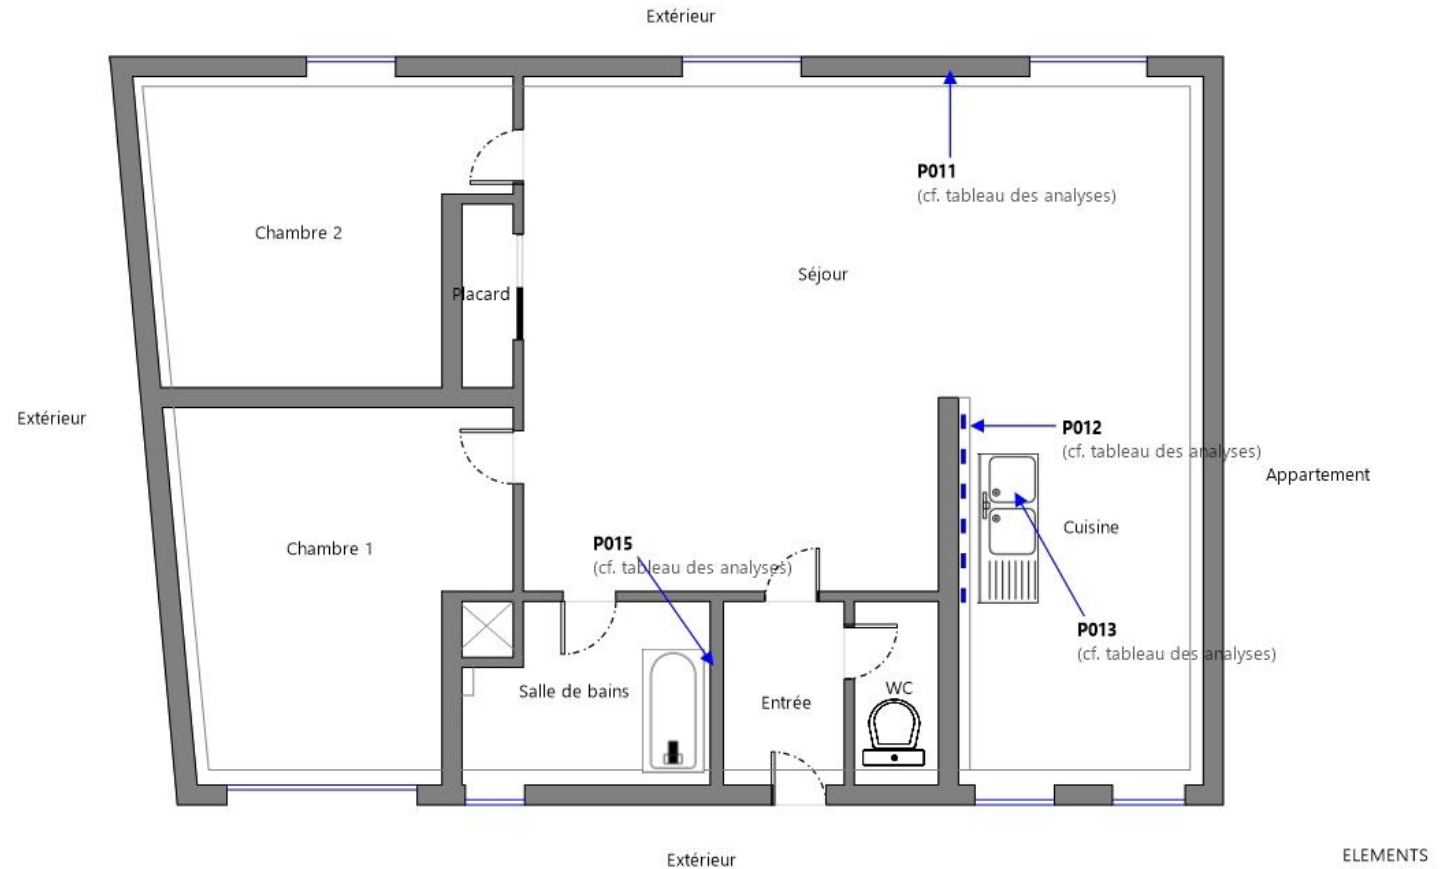 Extérieur
P011
(cf. tableau des analyses)
Chambre 2
Séjour
Placard
Extérieur
P012
(cf. tableau des analyses)
Appartement
Cuisine
Chambre 1
P015
(cf. tableau des analyses)
P013
(cf. tableau des analyses)
Salle de bains
WC
Entrée
Extérieur
ELEMENTS